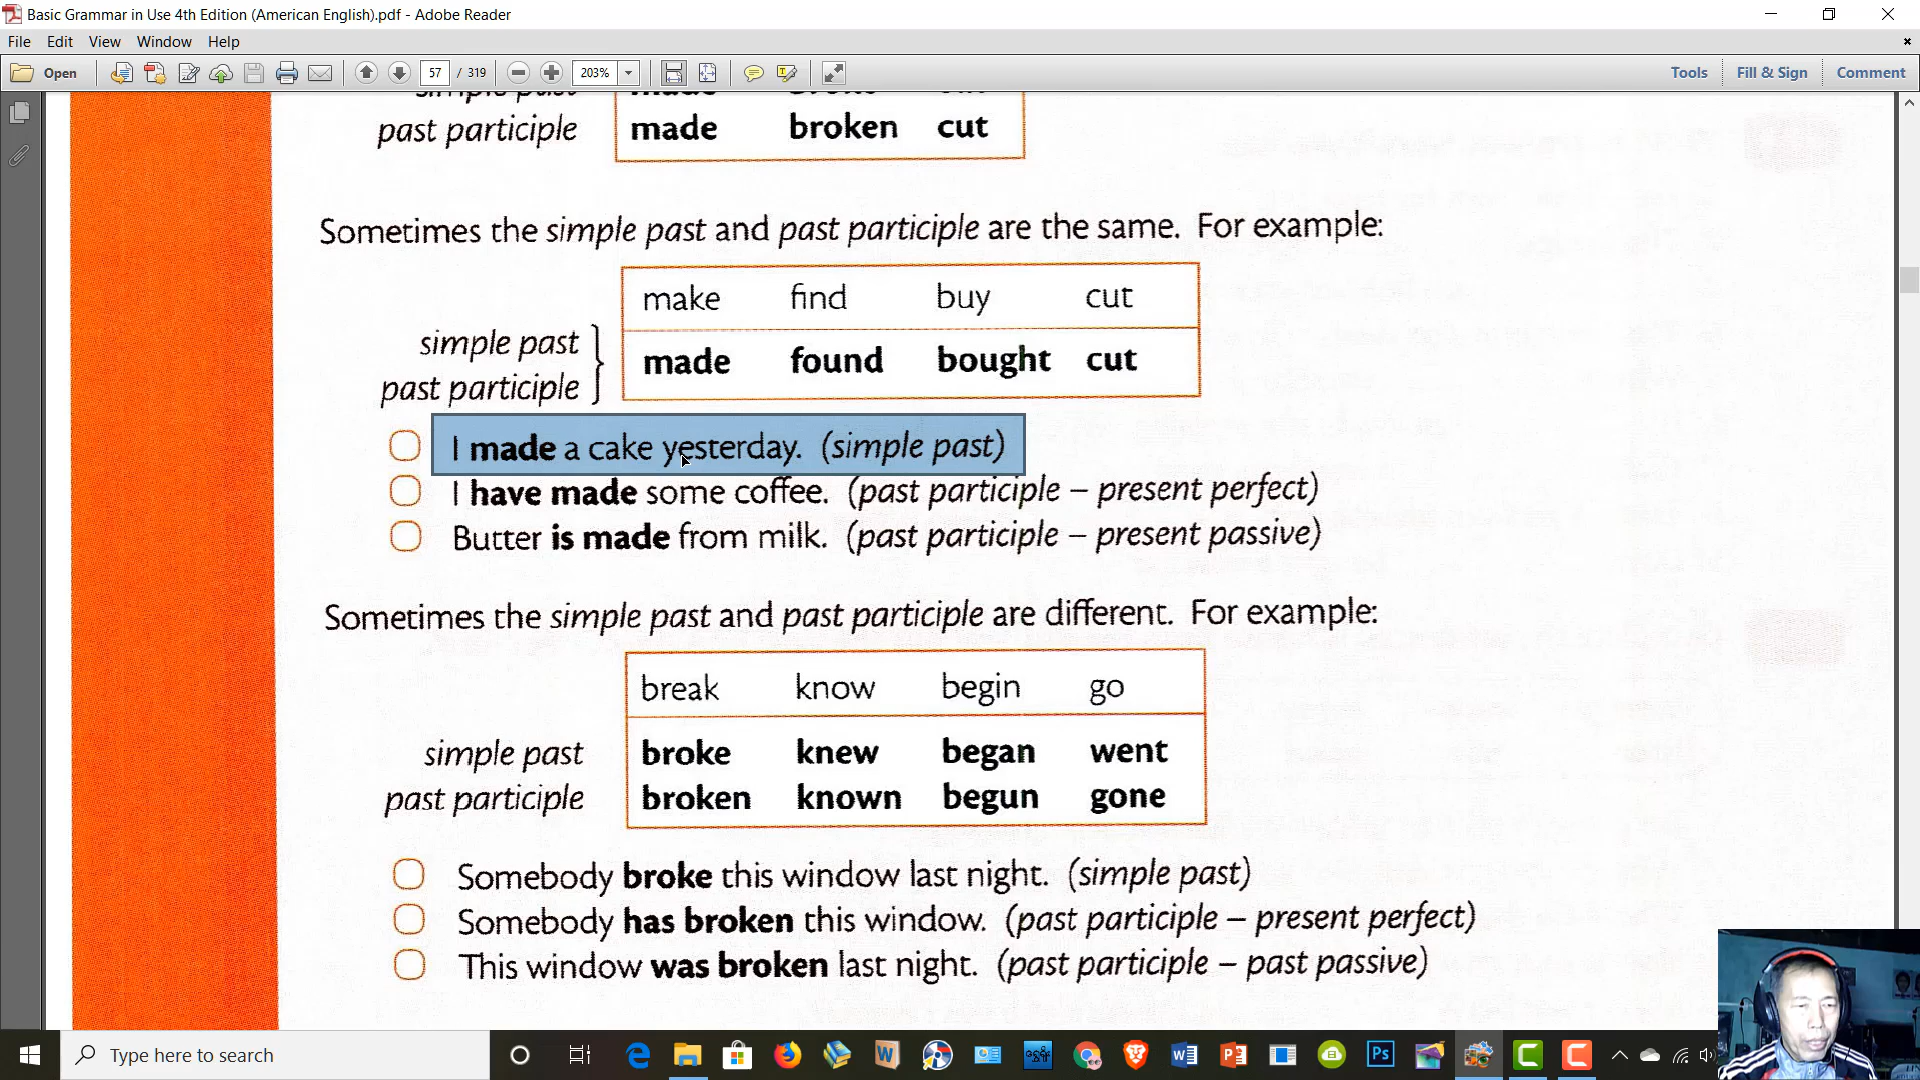 Basic Grammar in Use 4th Edition (American English).pdf - Adobe Reader
File Edit View Window Help
Open 57 / 319 203% Tools Fill & Sign Comment
past participle made broken cut
Sometimes the simple past and past participle are the same. For example:
make find buy cut
simple past
past participle
made found bought cut
I made a cake yesterday. (simple past)
I have made some coffee. (past participle – present perfect)
Butter is made from milk. (past participle – present passive)
Sometimes the simple past and past participle are different. For example:
break know begin go
simple past broke knew began went
past participle broken known begun gone
Somebody broke this window last night. (simple past)
Somebody has broken this window. (past participle – present perfect)
This window was broken last night. (past participle – past passive)
Type here to search